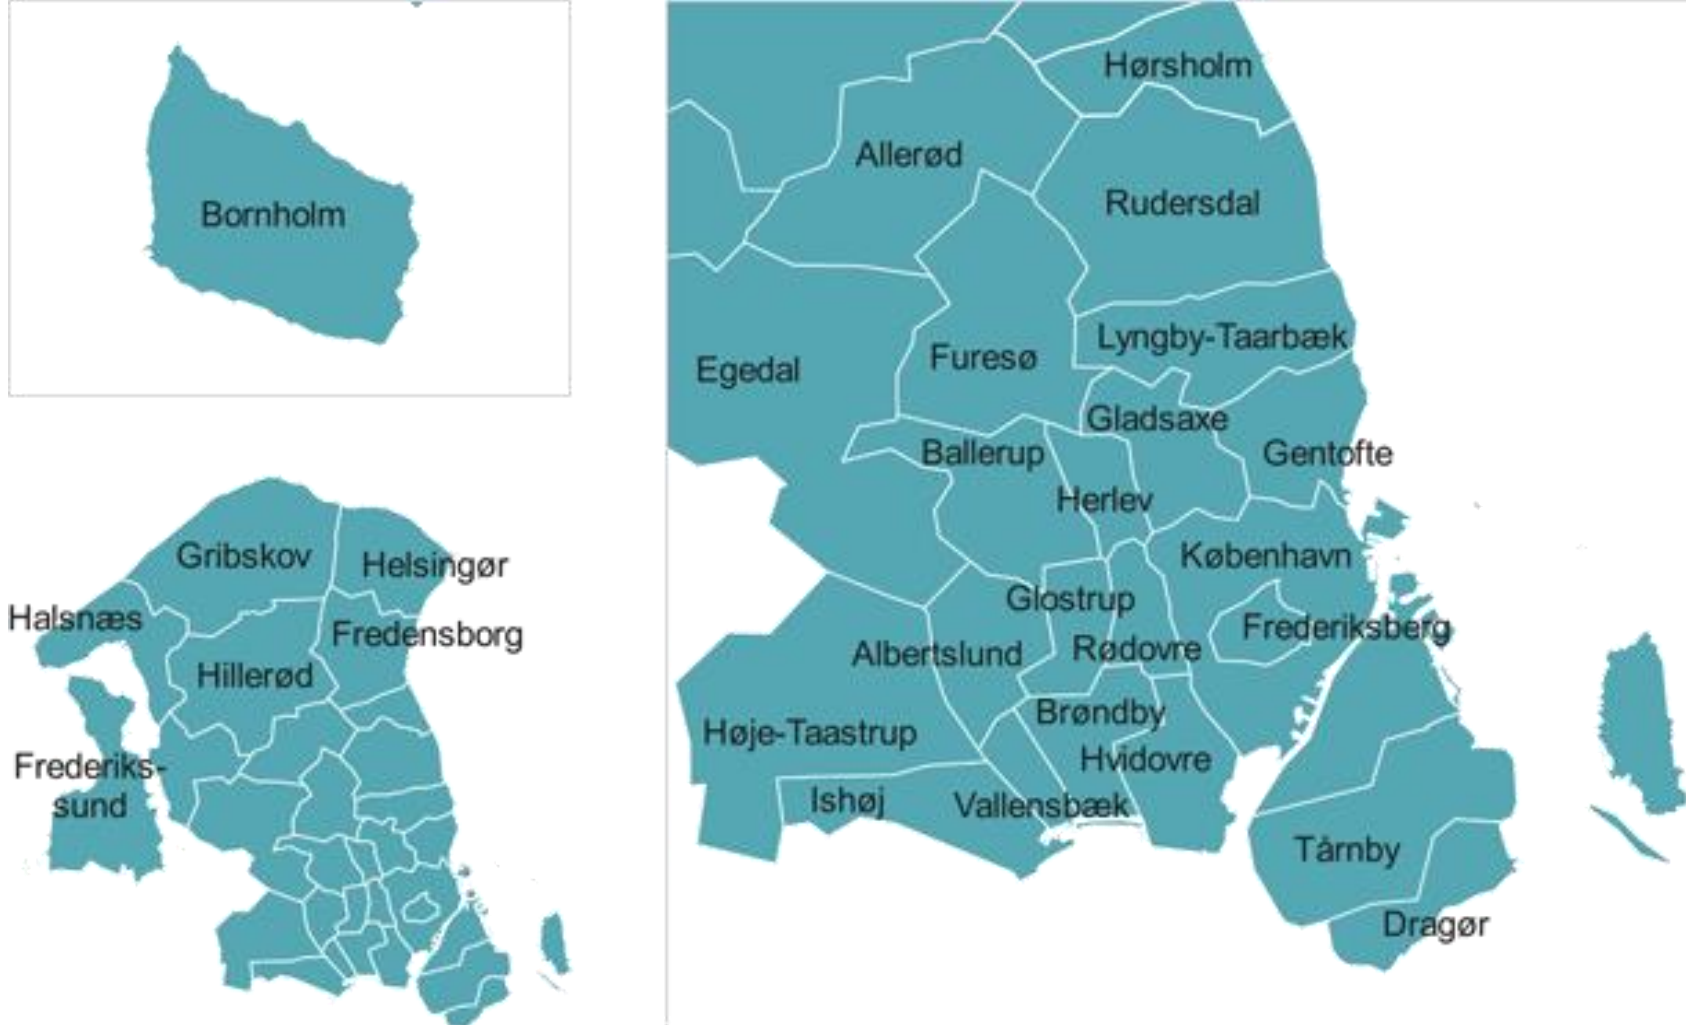 Bornholm
Gribskov
Helsingør
Halsnæs
Fredensborg
Hillerød
Frederiks-
sund
Hørsholm
Allerød
Rudersdal
Lyngby-Taarbæk
Furesø
Egedal
Gladsaxe
Ballerup
Gentofte
Herlev
København
Glostrup
Frederiksberg
Albertslund
Rødovre
Brøndby
Høje-Taastrup
Hvidovre
Ishøj
Vallensbæk
Tårnby
Dragør